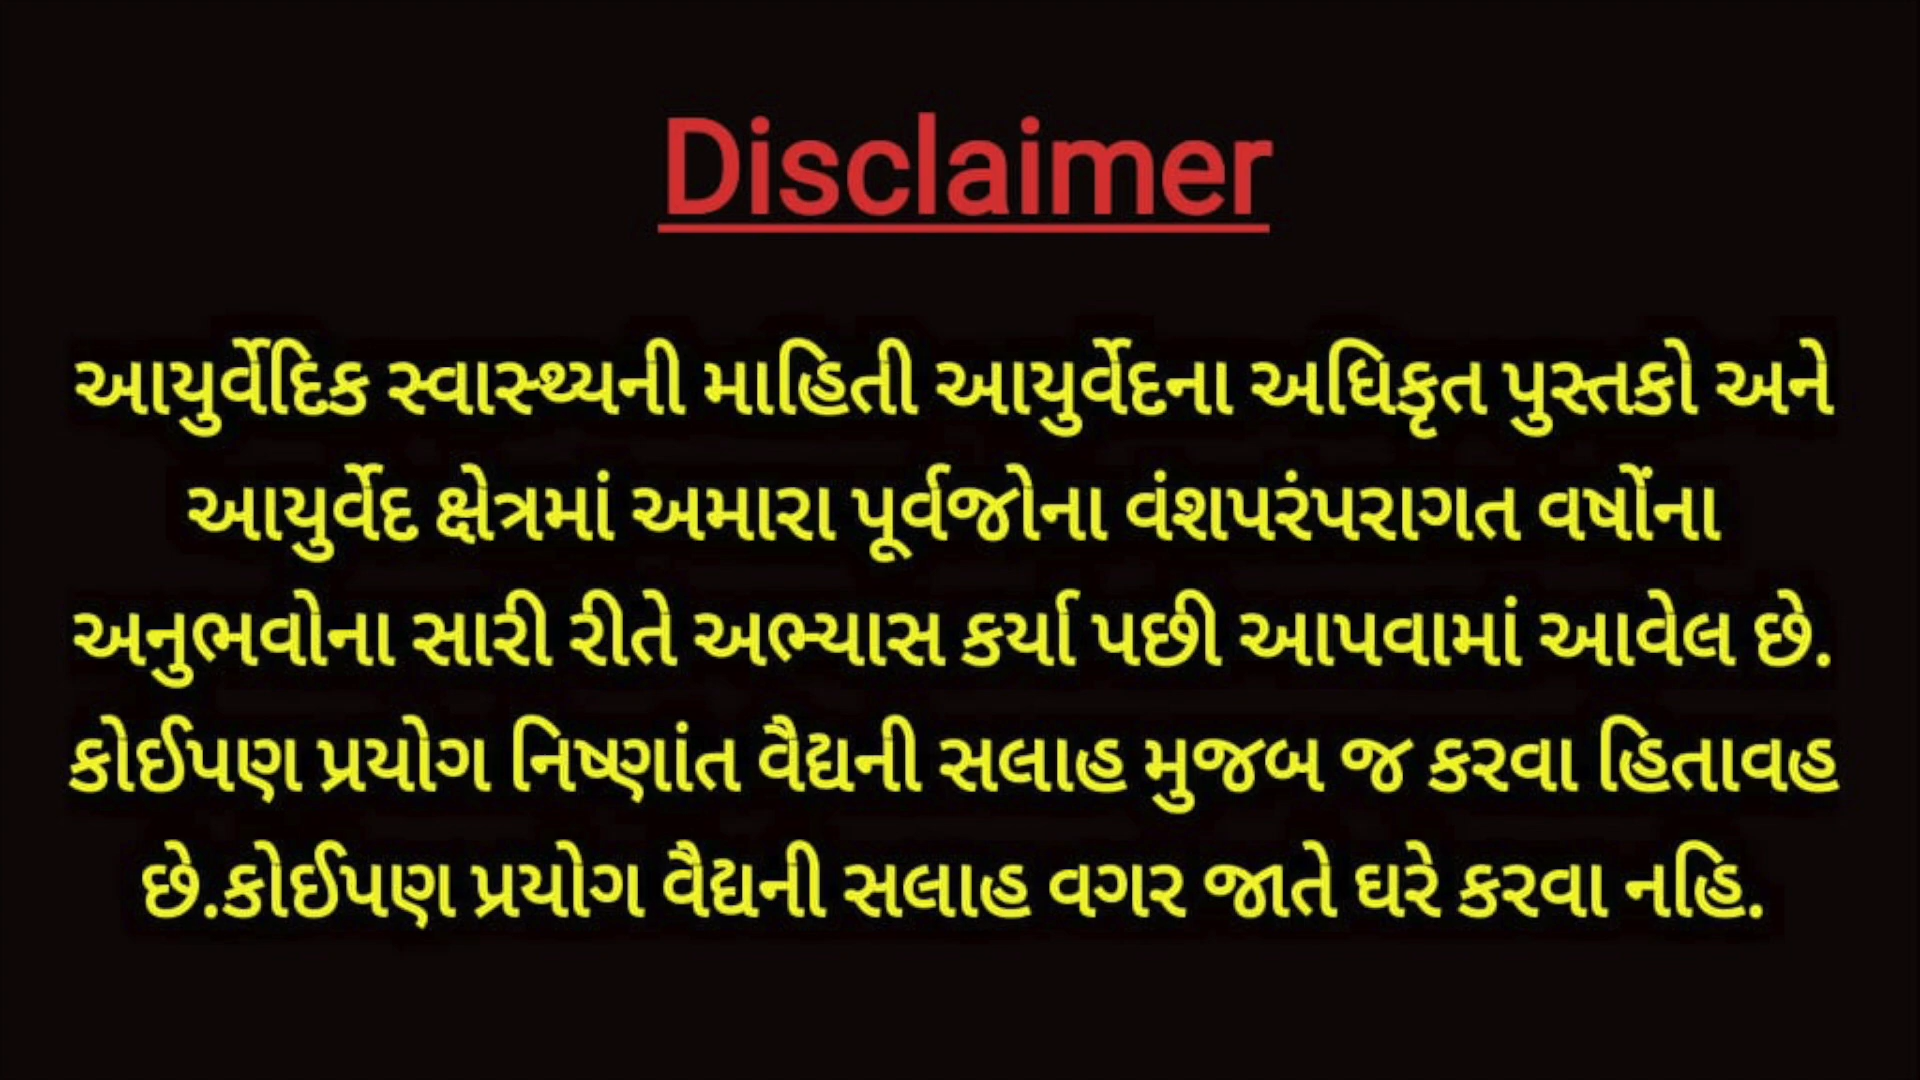 Disclaimer
આયુર્વેદિક સ્વાસ્થ્યની માહિતી આયુર્વેદના અધિકૃત પુસ્તકો અને
આયુર્વેદ ક્ષેત્રમાં અમારા પૂર્વજોના વંશપરંપરાગત વર્ષોના
અનુભવોના સારી રીતે અભ્યાસ કર્યા પછી આપવામાં આવેલ છે.
કોઈપણ પ્રયોગ નિષ્ણાંત વૈદ્યની સલાહ મુજબ જ કરવા હિતાવહ
છે.કોઈપણ પ્રયોગ વૈદ્યની સલાહ વગર જાતે ઘરે કરવા નહિ.